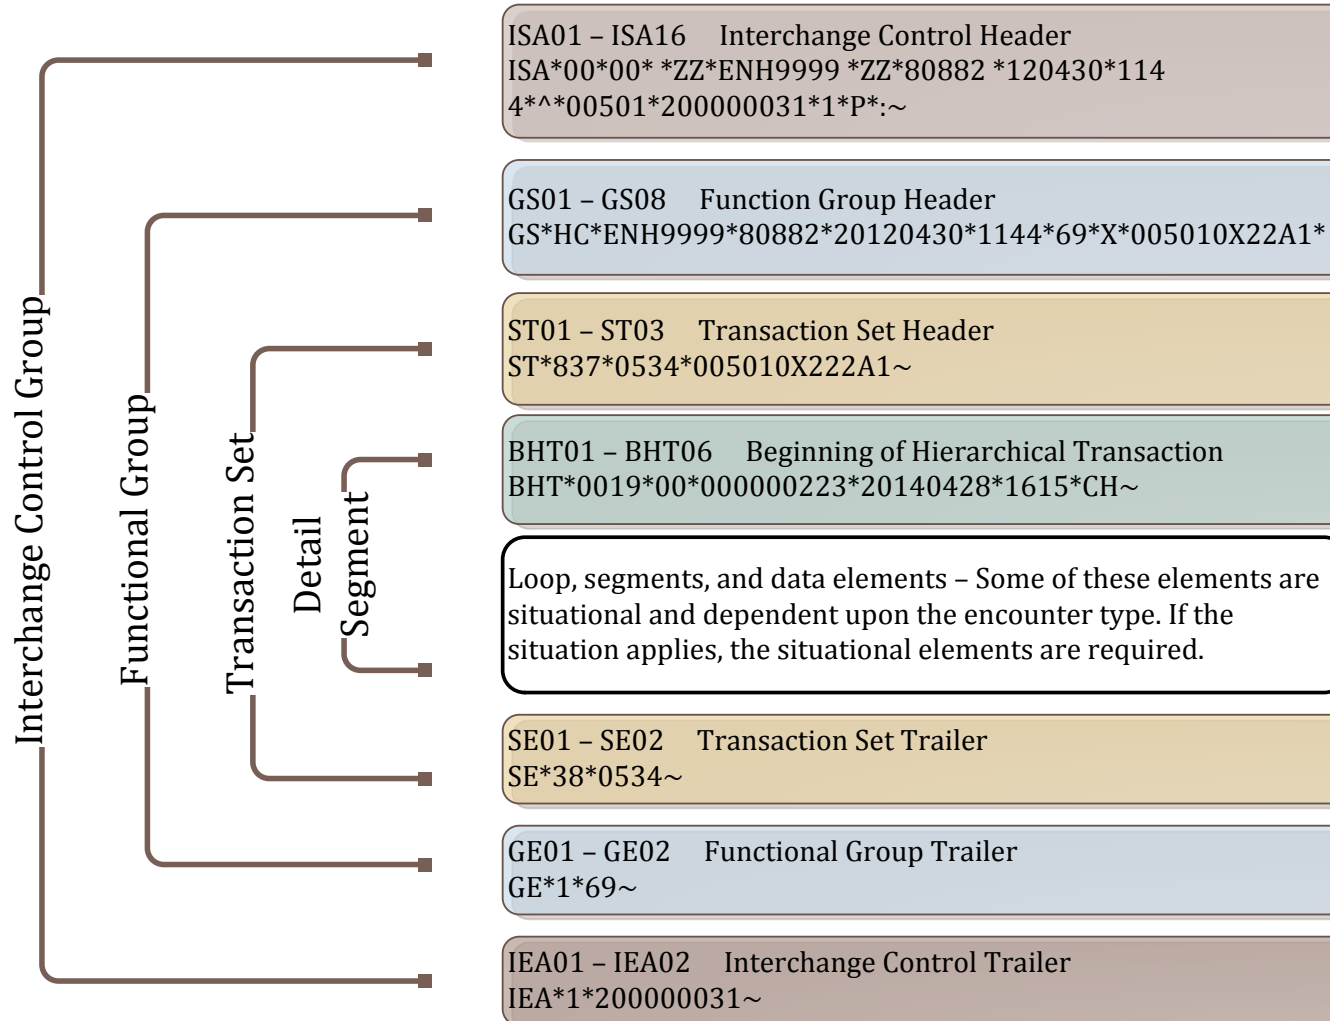 Interchange Control Group
Functional Group
Transaction Set
Detail
Segment
ISA01 – ISA16 Interchange Control Header
ISA*00*00* *ZZ*ENH9999 *ZZ*80882 *120430*114
4*^*00501*200000031*1*P*:~
GS01 – GS08 Function Group Header
GS*HC*ENH9999*80882*20120430*1144*69*X*005010X22A1*
ST01 – ST03 Transaction Set Header
ST*837*0534*005010X222A1~
BHT01 – BHT06 Beginning of Hierarchical Transaction
BHT*0019*00*000000223*20140428*1615*CH~
Loop, segments, and data elements – Some of these elements are
situational and dependent upon the encounter type. If the
situation applies, the situational elements are required.
SE01 – SE02 Transaction Set Trailer
SE*38*0534~
GE01 – GE02 Functional Group Trailer
GE*1*69~
IEA01 – IEA02 Interchange Control Trailer
IEA*1*200000031~